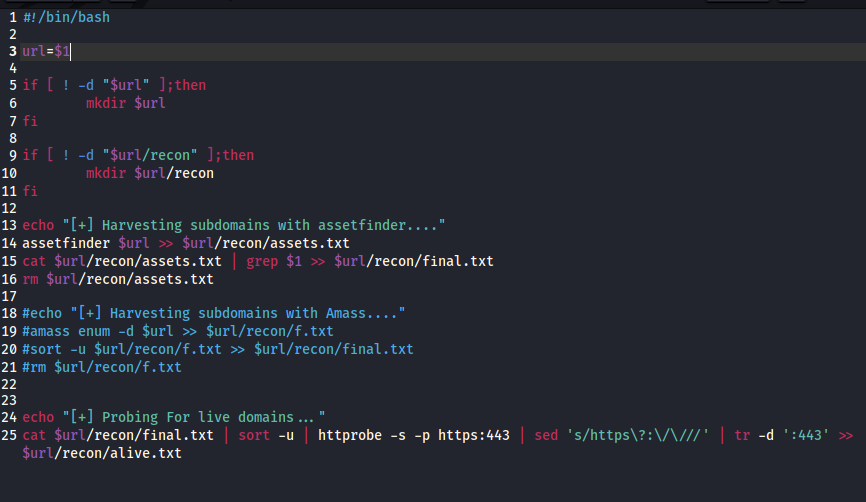 1 #!/bin/bash
2
3 url=$1
4
5 if [ ! -d "$url" ];then
6         mkdir $url
7 fi
8
9 if [ ! -d "$url/recon" ];then
10         mkdir $url/recon
11 fi
12
13 echo "[+] Harvesting subdomains with assetfinder...."
14 assetfinder $url >> $url/recon/assets.txt
15 cat $url/recon/assets.txt | grep $1 >> $url/recon/final.txt
16 rm $url/recon/assets.txt
17
18 #echo "[+] Harvesting subdomains with Amass...."
19 #amass enum -d $url >> $url/recon/f.txt
20 #sort -u $url/recon/f.txt >> $url/recon/final.txt
21 #rm $url/recon/f.txt
22
23
24 echo "[+] Probing For live domains..."
25 cat $url/recon/final.txt | sort -u | httprobe -s -p https:443 | sed 's/https\?:\/\///' | tr -d ':443' >>
$url/recon/alive.txt